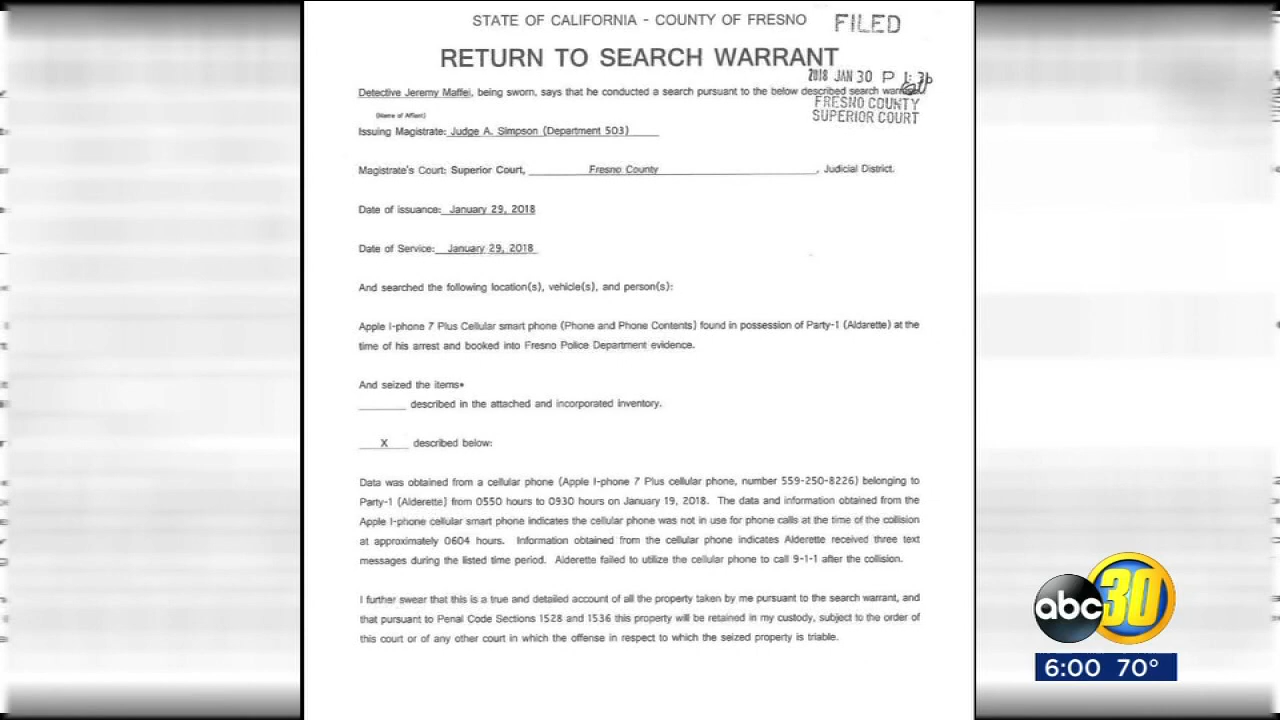 STATE OF CALIFORNIA - COUNTY OF FRESNO
FILED
RETURN TO SEARCH WARRANT
2018 JAN 30 P 1:36
Detective Jeremy Maffei, being sworn, says that he conducted a search pursuant to the below described search
FRESNO COUNTY
(Name of Affiant)
SUPERIOR COURT
Issuing Magistrate: Judge A. Simpson (Department 503)
Magistrate's Court: Superior Court, Fresno County, Judicial District.
Date of issuance: January 29, 2018
Date of Service: January 29, 2018
And searched the following location(s), vehicle(s), and person(s):
Apple I-phone 7 Plus Cellular smart phone (Phone and Phone Contents) found in possession of Party-1 (Aldarette) at the
time of his arrest and booked into Fresno Police Department evidence.
And seized the items•
described in the attached and incorporated inventory.
X described below:
Data was obtained from a cellular phone (Apple I-phone 7 Plus cellular phone, number 559-250-8226) belonging to
Party-1 (Alderette) from 0550 hours to 0930 hours on January 19, 2018. The data and information obtained from the
Apple I-phone cellular smart phone indicates the cellular phone was not in use for phone calls at the time of the collision
at approximately 0604 hours. Information obtained from the cellular phone indicates Alderette received three text
messages during the listed time period. Alderette failed to utilize the cellular phone to call 9-1-1 after the collision.
I further swear that this is a true and detailed account of all the property taken by me pursuant to the search warrant, and
that pursuant to Penal Code Sections 1528 and 1536 this property will be retained in my custody, subject to the order of
this court or of any other court in which the offense in respect to which the seized property is triable.
abc 30
6:00 70°